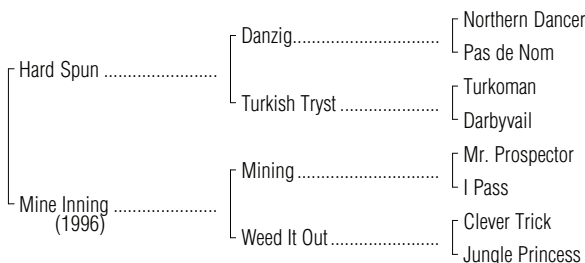 Northern Dancer
Danzig
Pas de Nom
Hard Spun
Turkoman
Turkish Tryst
Darbyvail
Mr. Prospector
Mining
I Pass
Mine Inning
(1996)
Clever Trick
Weed It Out
Jungle Princess